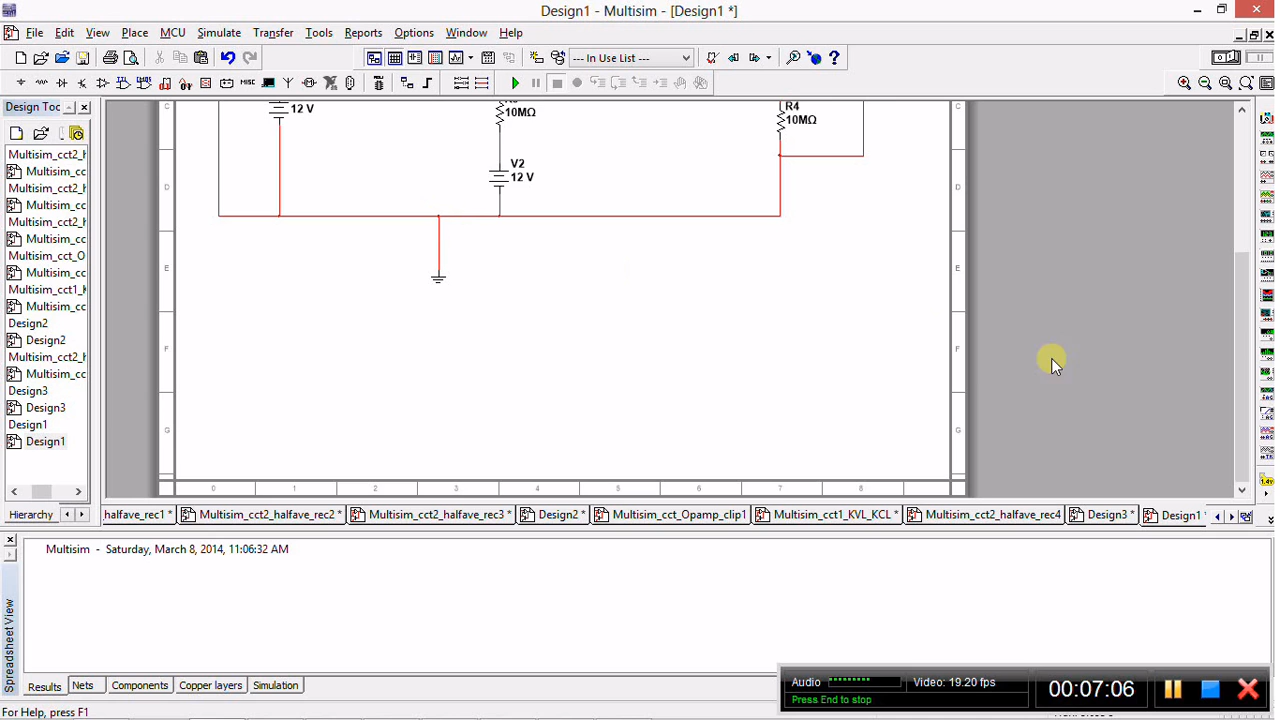 Design1 - Multisim - [Design1 *]
File Edit View Place MCU Simulate Transfer Tools Reports Options Window Help
--- In Use List ---
MISC
Design Toc
Multisim_cct2_h
Multisim_cc
Multisim_cct2_h
Multisim_cc
Multisim_cct2_h
Multisim_cc
Multisim_cct_O
Multisim_cc
Multisim_cct1_K
Multisim_cc
Design2
Design2
Multisim_cct2_h
Multisim_cc
Design3
Design3
Design1
Design1
Hierarchy
C
12 V
10MΩ
R4
10MΩ
C
D
V2
12 V
D
E
E
F
F
G
G
0 1 2 3 4 5 6 7 8
halfave_rec1 * Multisim_cct2_halfave_rec2 * Multisim_cct2_halfave_rec3 * Design2 * Multisim_cct_Opamp_clip1 Multisim_cct1_KVL_KCL * Multisim_cct2_halfave_rec4 Design3 * Design1 *
Multisim - Saturday, March 8, 2014, 11:06:32 AM
Spreadsheet View
Results Nets Components Copper layers Simulation
Audio
Video: 19.20 fps
Press End to stop
00:07:06
For Help, press F1